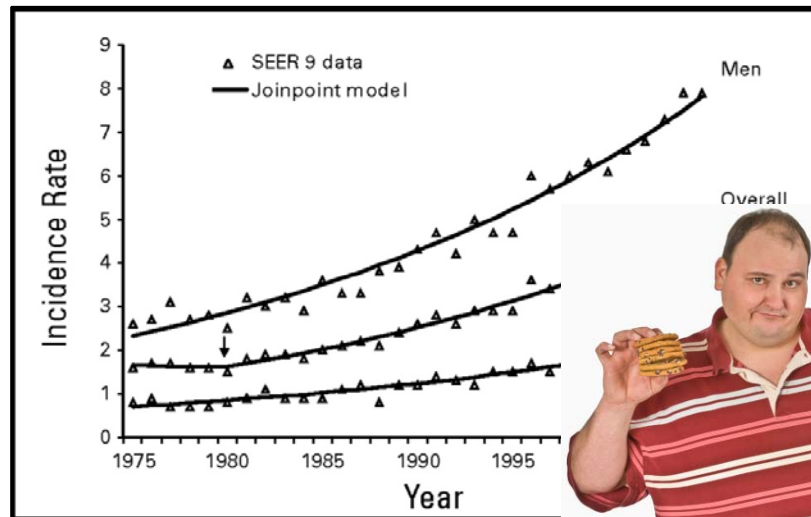 9
SEER 9 data
Joinpoint model
Men
8
7
6
Overall
5
4
3
2
1
0
Incidence Rate
1975
1980
1985
1990
1995
Year